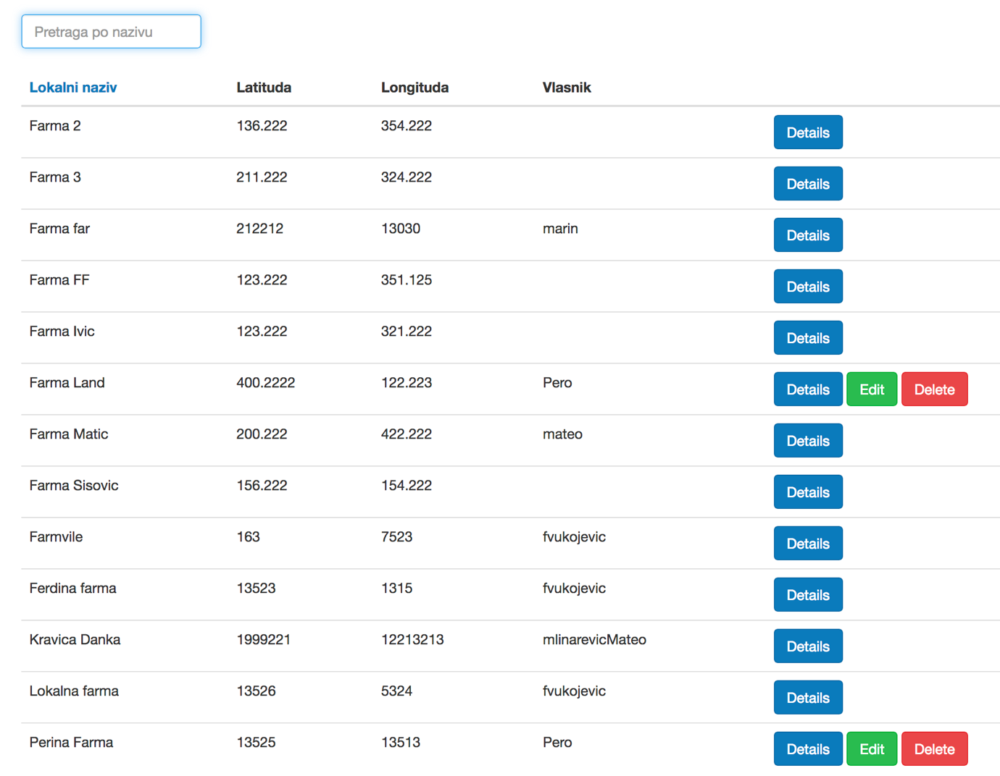 Pretraga po nazivu
Lokalni naziv Latituda Longituda Vlasnik
Farma 2 136.222 354.222 Details
Farma 3 211.222 324.222 Details
Farma far 212212 13030 marin Details
Farma FF 123.222 351.125 Details
Farma Ivic 123.222 321.222 Details
Farma Land 400.2222 122.223 Pero Details Edit Delete
Farma Matic 200.222 422.222 mateo Details
Farma Sisovic 156.222 154.222 Details
Farmvile 163 7523 fvukojevic Details
Ferdina farma 13523 1315 fvukojevic Details
Kravica Danka 1999221 12213213 mlinarevicMateo Details
Lokalna farma 13526 5324 fvukojevic Details
Perina Farma 13525 13513 Pero Details Edit Delete